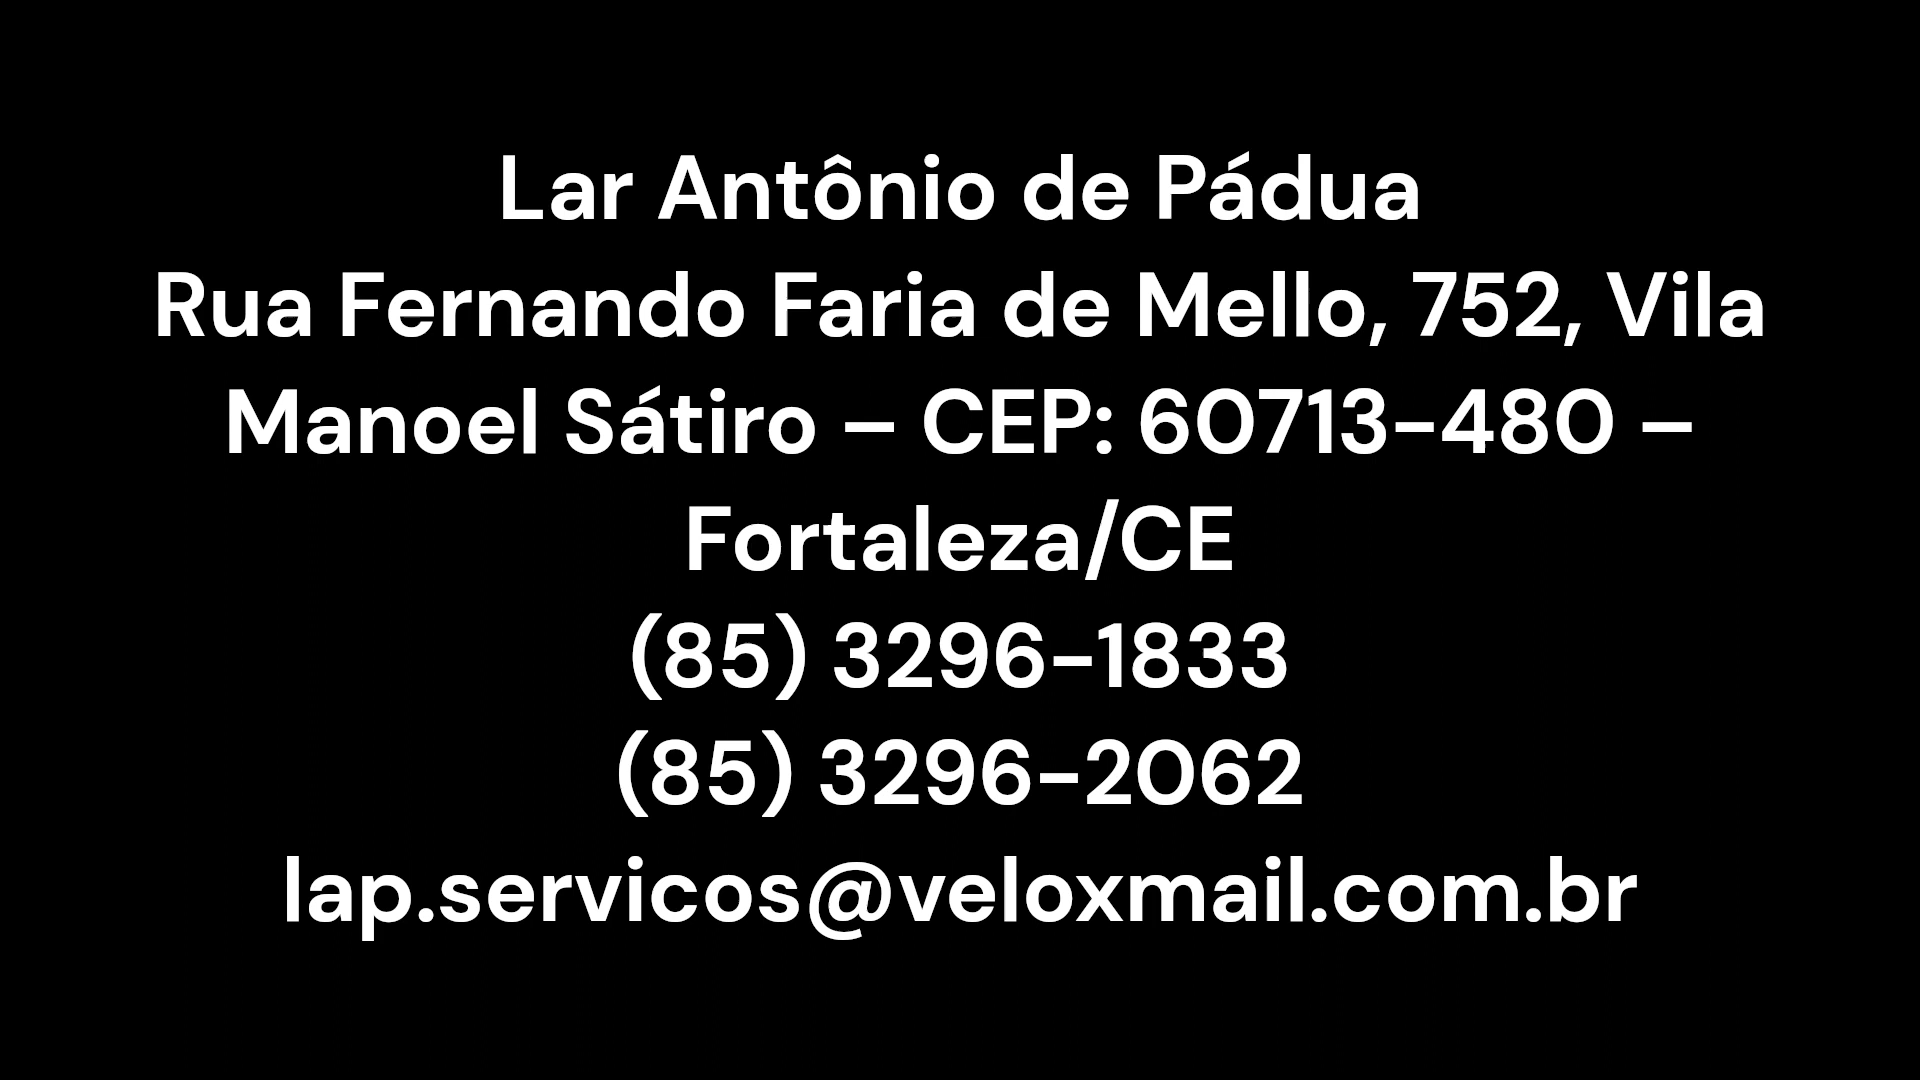 Lar Antônio de Pádua
Rua Fernando Faria de Mello, 752, Vila
Manoel Sátiro – CEP: 60713-480 –
Fortaleza/CE
(85) 3296-1833
(85) 3296-2062
lap.servicos@veloxmail.com.br